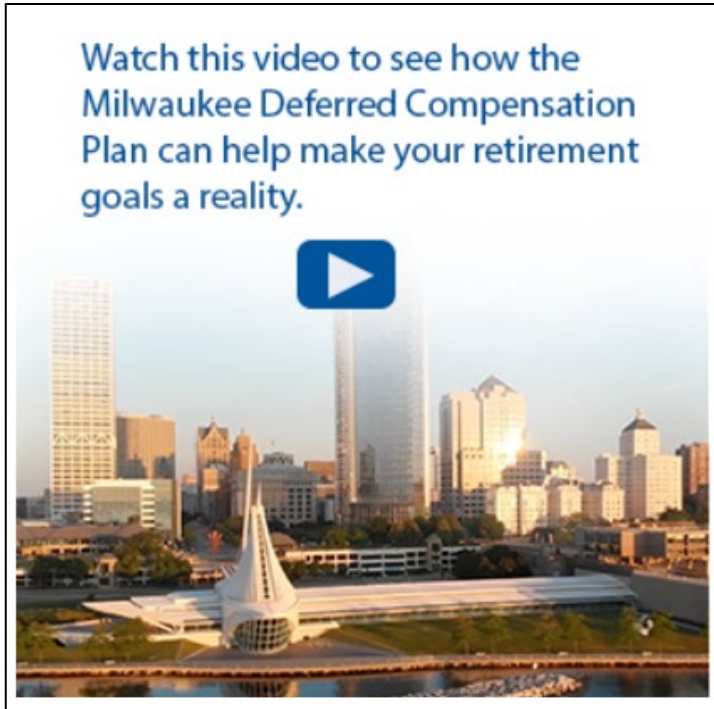 Watch this video to see how the
Milwaukee Deferred Compensation
Plan can help make your retirement
goals a reality.